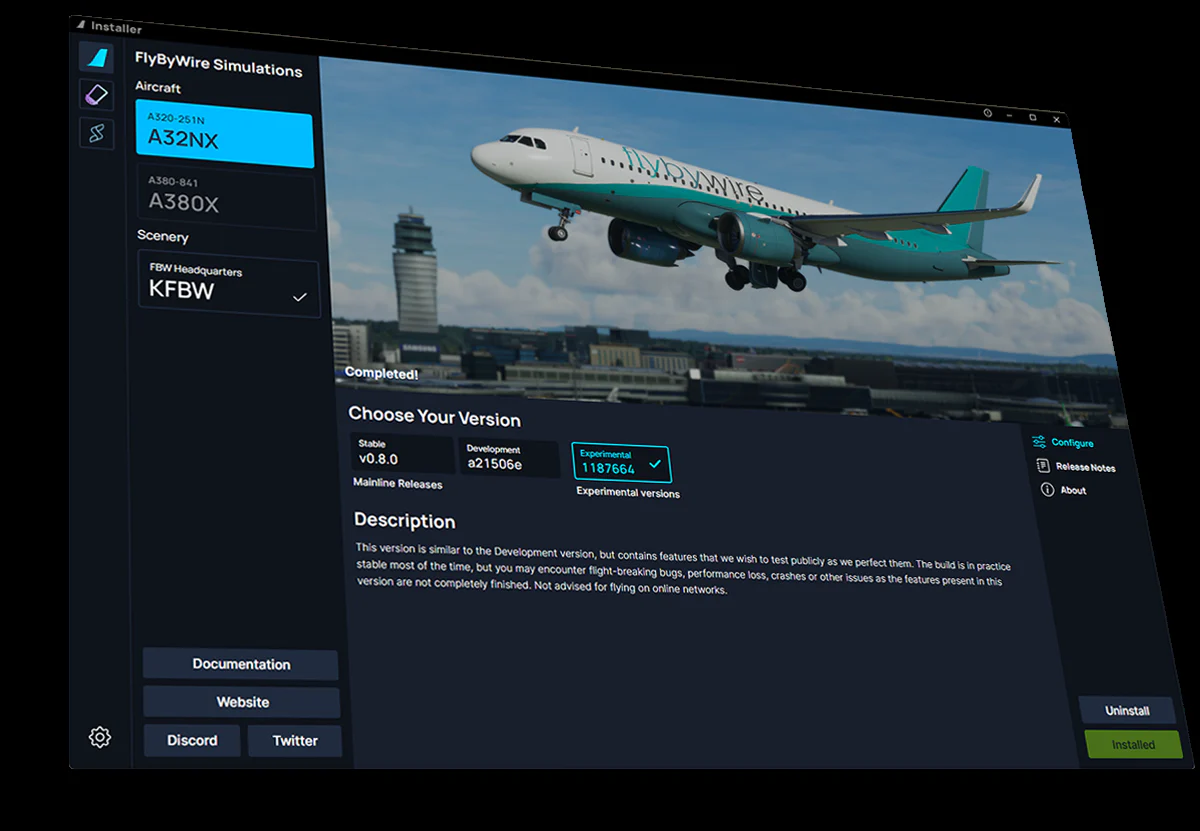 Installer
FlyByWire Simulations
Aircraft
A320-251N
A32NX
A380-841
A380X
Scenery
FBW Headquarters
KFBW
flybywire
SAMSUNG
Completed!
Choose Your Version
Stable
v0.8.0
Mainline Releases
Development
a21506e
Experimental
1187664
Experimental versions
Configure
Release Notes
About
Description
This version is similar to the Development version, but contains features that we wish to test publicly as we perfect them. The build is in practice
stable most of the time, but you may encounter flight-breaking bugs, performance loss, crashes or other issues as the features present in this
version are not completely finished. Not advised for flying on online networks.
Documentation
Website
Discord
Twitter
Uninstall
Installed